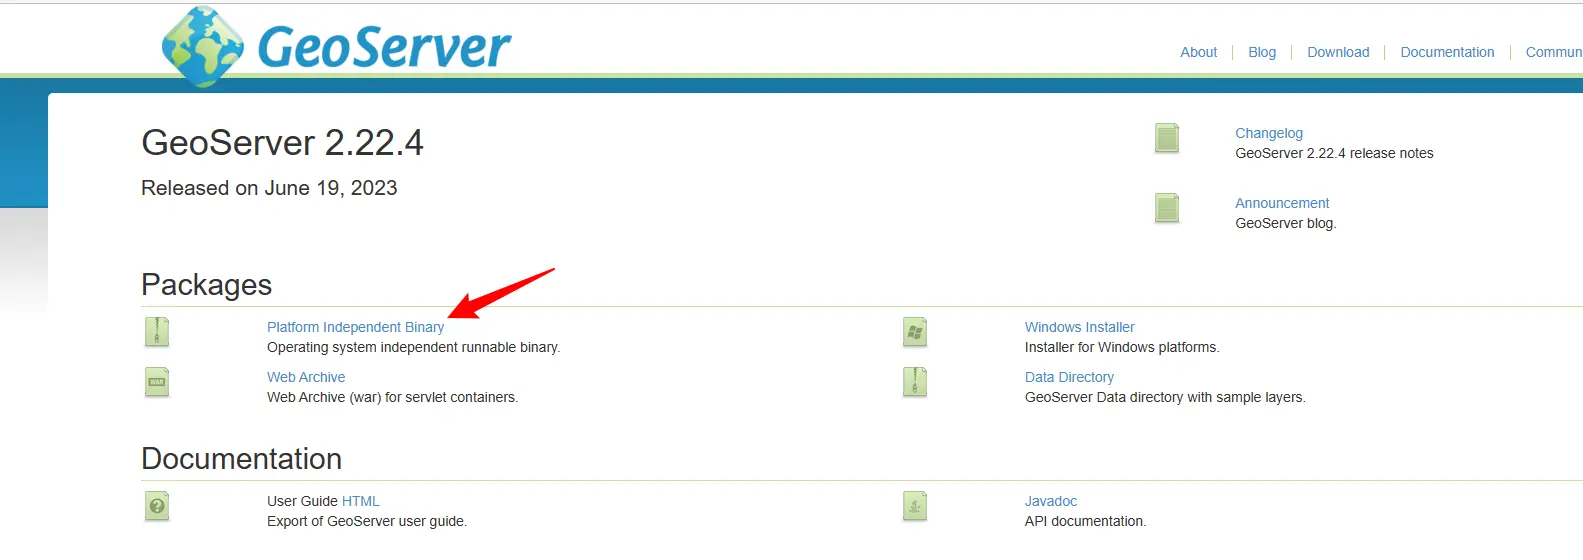 GeoServer
About
Blog
Download
Documentation
Commun
GeoServer 2.22.4
Released on June 19, 2023
Changelog
GeoServer 2.22.4 release notes
Announcement
GeoServer blog.
Packages
Platform Independent Binary
Operating system independent runnable binary.
Windows Installer
Installer for Windows platforms.
WAR
Web Archive
Web Archive (war) for servlet containers.
Data Directory
GeoServer Data directory with sample layers.
Documentation
User Guide HTML
Export of GeoServer user guide.
Javadoc
API documentation.